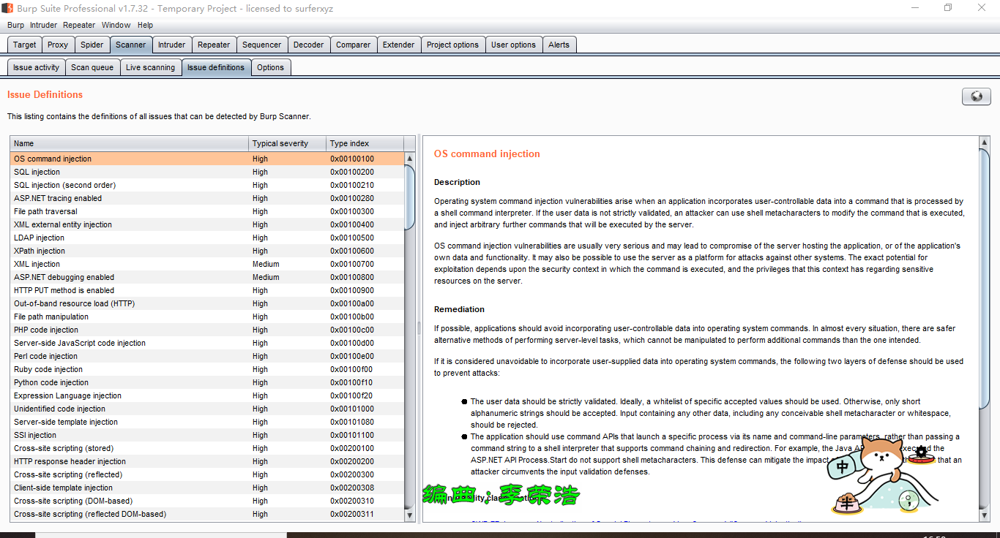 Burp Suite Professional v1.7.32 - Temporary Project - licensed to surferxyz
Burp Intruder Repeater Window Help
Target Proxy Spider Scanner Intruder Repeater Sequencer Decoder Comparer Extender Project options User options Alerts
Issue activity Scan queue Live scanning Issue definitions Options
Issue Definitions
This listing contains the definitions of all issues that can be detected by Burp Scanner.
Name Typical severity Type index
OS command injection High 0x00100100
SQL injection High 0x00100200
SQL injection (second order) High 0x00100210
ASP.NET tracing enabled High 0x00100280
File path traversal High 0x00100300
XML external entity injection High 0x00100400
LDAP injection High 0x00100500
XPath injection High 0x00100600
XML injection Medium 0x00100700
ASP.NET debugging enabled Medium 0x00100800
HTTP PUT method is enabled High 0x00100900
Out-of-band resource load (HTTP) High 0x00100a00
File path manipulation High 0x00100b00
PHP code injection High 0x00100c00
Server-side JavaScript code injection High 0x00100d00
Perl code injection High 0x00100e00
Ruby code injection High 0x00100f00
Python code injection High 0x00100f10
Expression Language injection High 0x00100f20
Unidentified code injection High 0x00101000
Server-side template injection High 0x00101080
SSI injection High 0x00101100
Cross-site scripting (stored) High 0x00200100
HTTP response header injection High 0x00200200
Cross-site scripting (reflected) High 0x00200300
Client-side template injection High 0x00200308
Cross-site scripting (DOM-based) High 0x00200310
Cross-site scripting (reflected DOM-based) High 0x00200311
OS command injection
Description
Operating system command injection vulnerabilities arise when an application incorporates user-controllable data into a command that is processed by
a shell command interpreter. If the user data is not strictly validated, an attacker can use shell metacharacters to modify the command that is executed,
and inject arbitrary further commands that will be executed by the server.
OS command injection vulnerabilities are usually very serious and may lead to compromise of the server hosting the application, or of the application's
own data and functionality. It may also be possible to use the server as a platform for attacks against other systems. The exact potential for
exploitation depends upon the security context in which the command is executed, and the privileges that this context has regarding sensitive
resources on the server.
Remediation
If possible, applications should avoid incorporating user-controllable data into operating system commands. In almost every situation, there are safer
alternative methods of performing server-level tasks, which cannot be manipulated to perform additional commands than the one intended.
If it is considered unavoidable to incorporate user-supplied data into operating system commands, the following two layers of defense should be used
to prevent attacks:
The user data should be strictly validated. Ideally, a whitelist of specific accepted values should be used. Otherwise, only short
alphanumeric strings should be accepted. Input containing any other data, including any conceivable shell metacharacter or whitespace,
should be rejected.
The application should use command APIs that launch a specific process via its name and command-line parameters, rather than passing a
command string to a shell interpreter that supports command chaining and redirection. For example, the Java the
ASP.NET API Process.Start do not support shell metacharacters. This defense can mitigate the impact that an
attacker circumvents the input validation defenses.
编曲：李荣浩
中
半